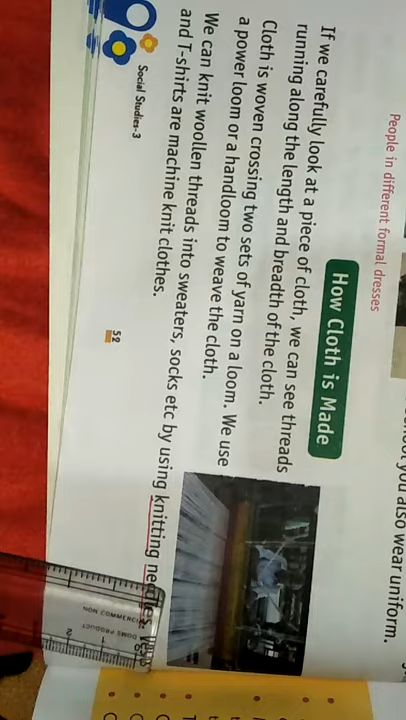 you also wear uniform.
People in different formal dresses
How Cloth is Made
If we carefully look at a piece of cloth, we can see threads
running along the length and breadth of the cloth.
Cloth is woven crossing two sets of yarn on a loom. We use
a power loom or a handloom to weave the cloth.
We can knit woollen threads into sweaters, socks etc by using knitting needles.
and T-shirts are machine knit clothes.
Social Studies-3
52
NON COMMERCIAL
PRODUCT
DOMS